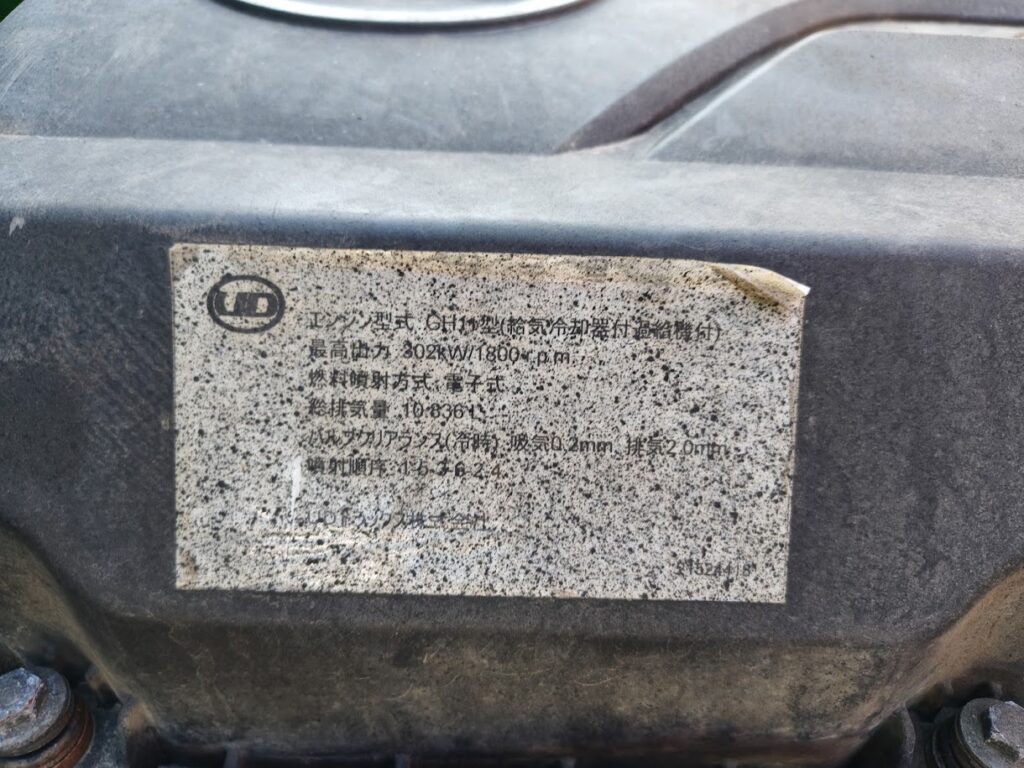 UD
エンジン型式 GH11型(給気冷却器付過給機付)
最高出力 302kW/1800r.p.m.
燃料噴射方式 電子式
総排気量 10.836l
バルブクリアランス(冷時) 吸気0.2mm 排気2.0mm
噴射順序 1-5-3-6-2-4
UDトラックス株式会社